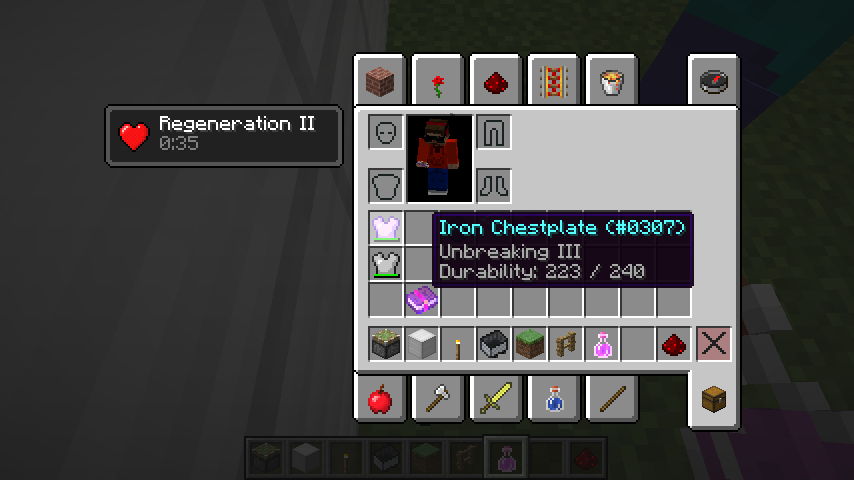 Regeneration II
0:35
Iron Chestplate (#0307)
Unbreaking III
Durability: 223 / 240